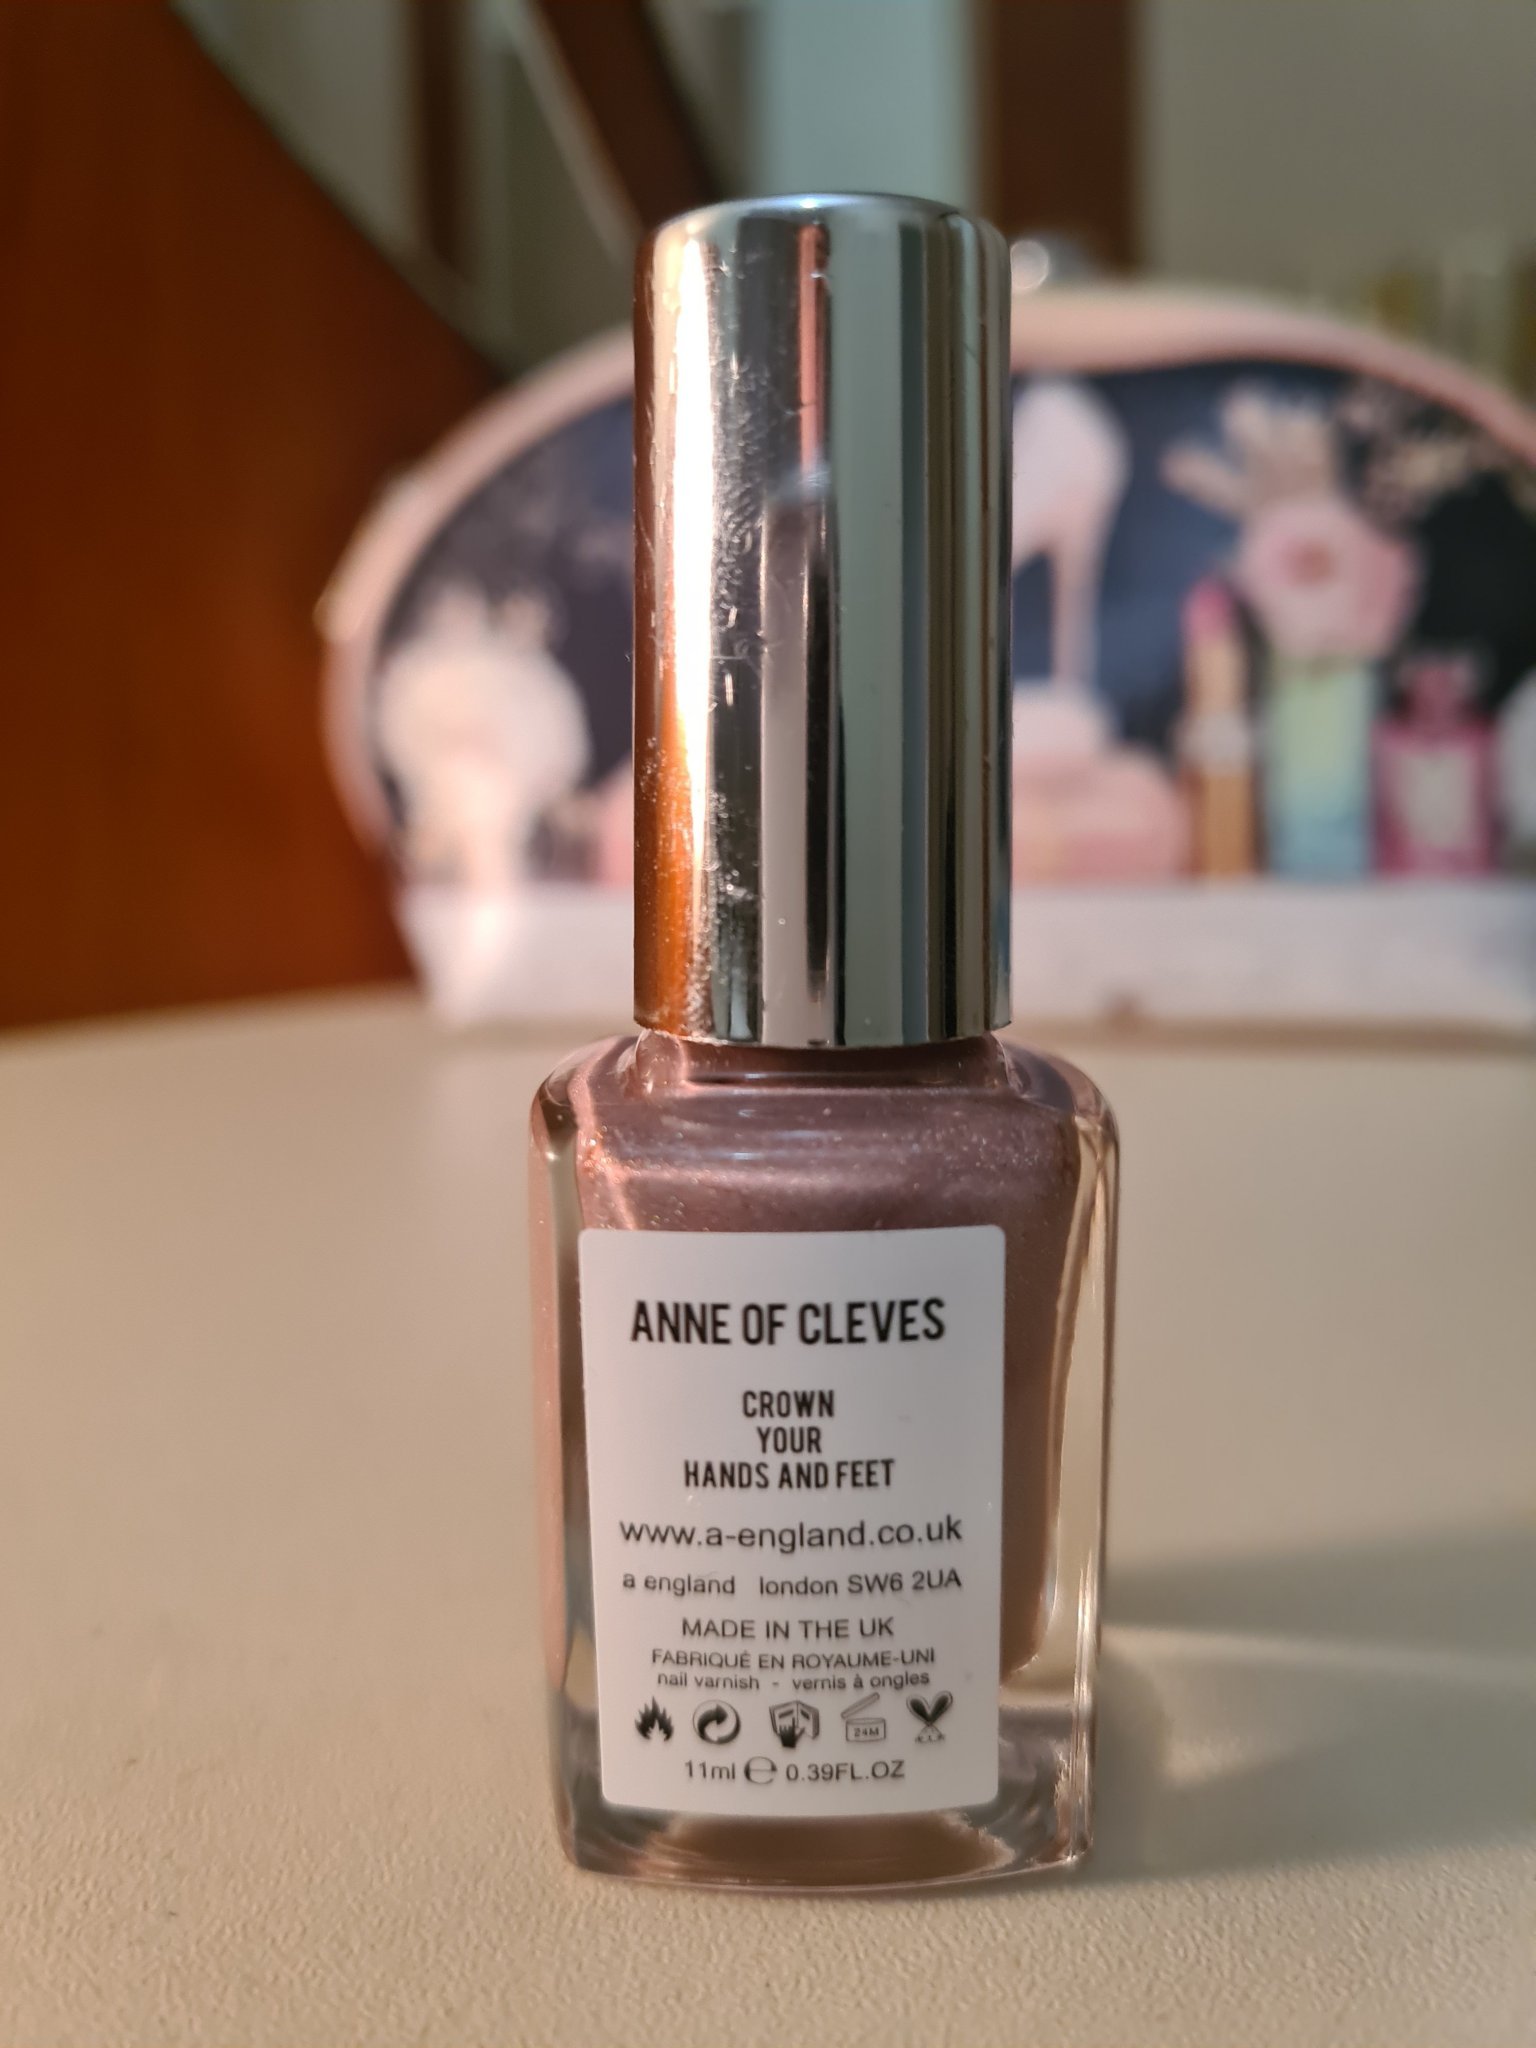 ANNE OF CLEVES
CROWN
YOUR
HANDS AND FEET
www.a-england.co.uk
a england london SW6 2UA
MADE IN THE UK
FABRIQUÉ EN ROYAUME-UNI
nail varnish - vernis à ongles
24M
11ml ℮ 0.39FL.OZ